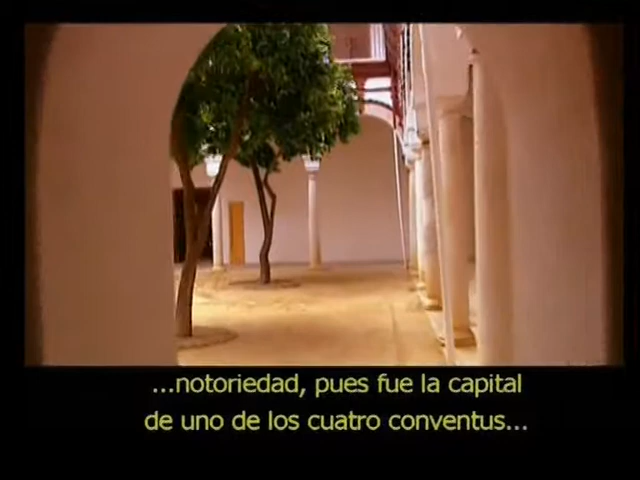 ...notoriedad, pues fue la capital
de uno de los cuatro conventus...